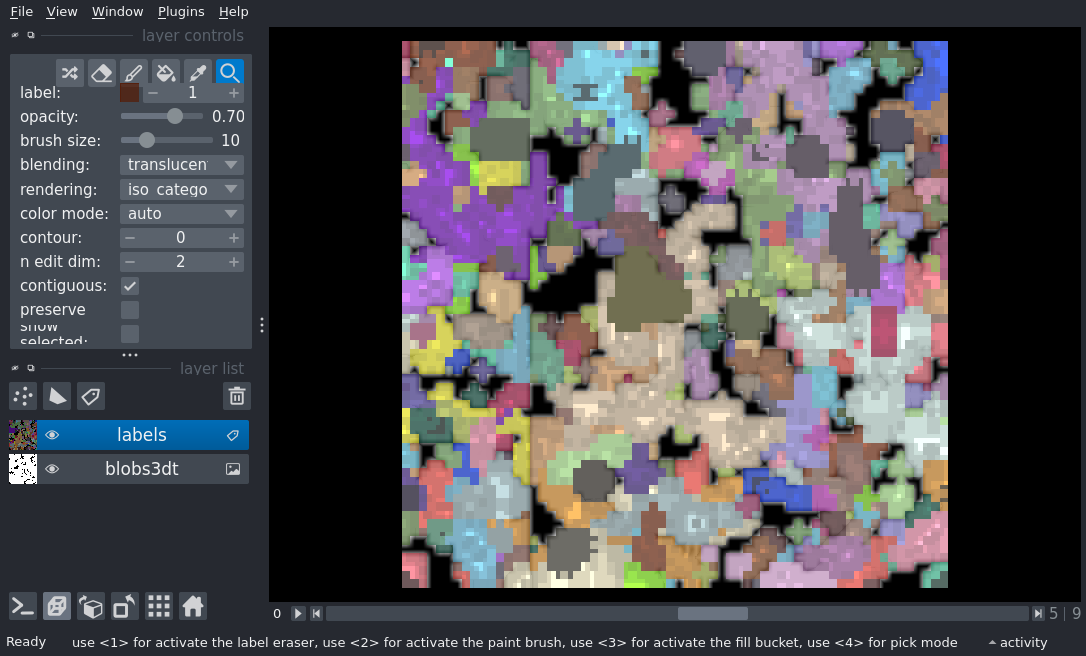 File View Window Plugins Help
layer controls
label: 1
opacity: 0.70
brush size: 10
blending: translucen
rendering: iso_catego
color mode: auto
contour: 0
n edit dim: 2
contiguous:
preserve
show
selected:
layer list
labels
blobs3dt
0 5 9
Ready use <1> for activate the label eraser, use <2> for activate the paint brush, use <3> for activate the fill bucket, use <4> for pick mode activity